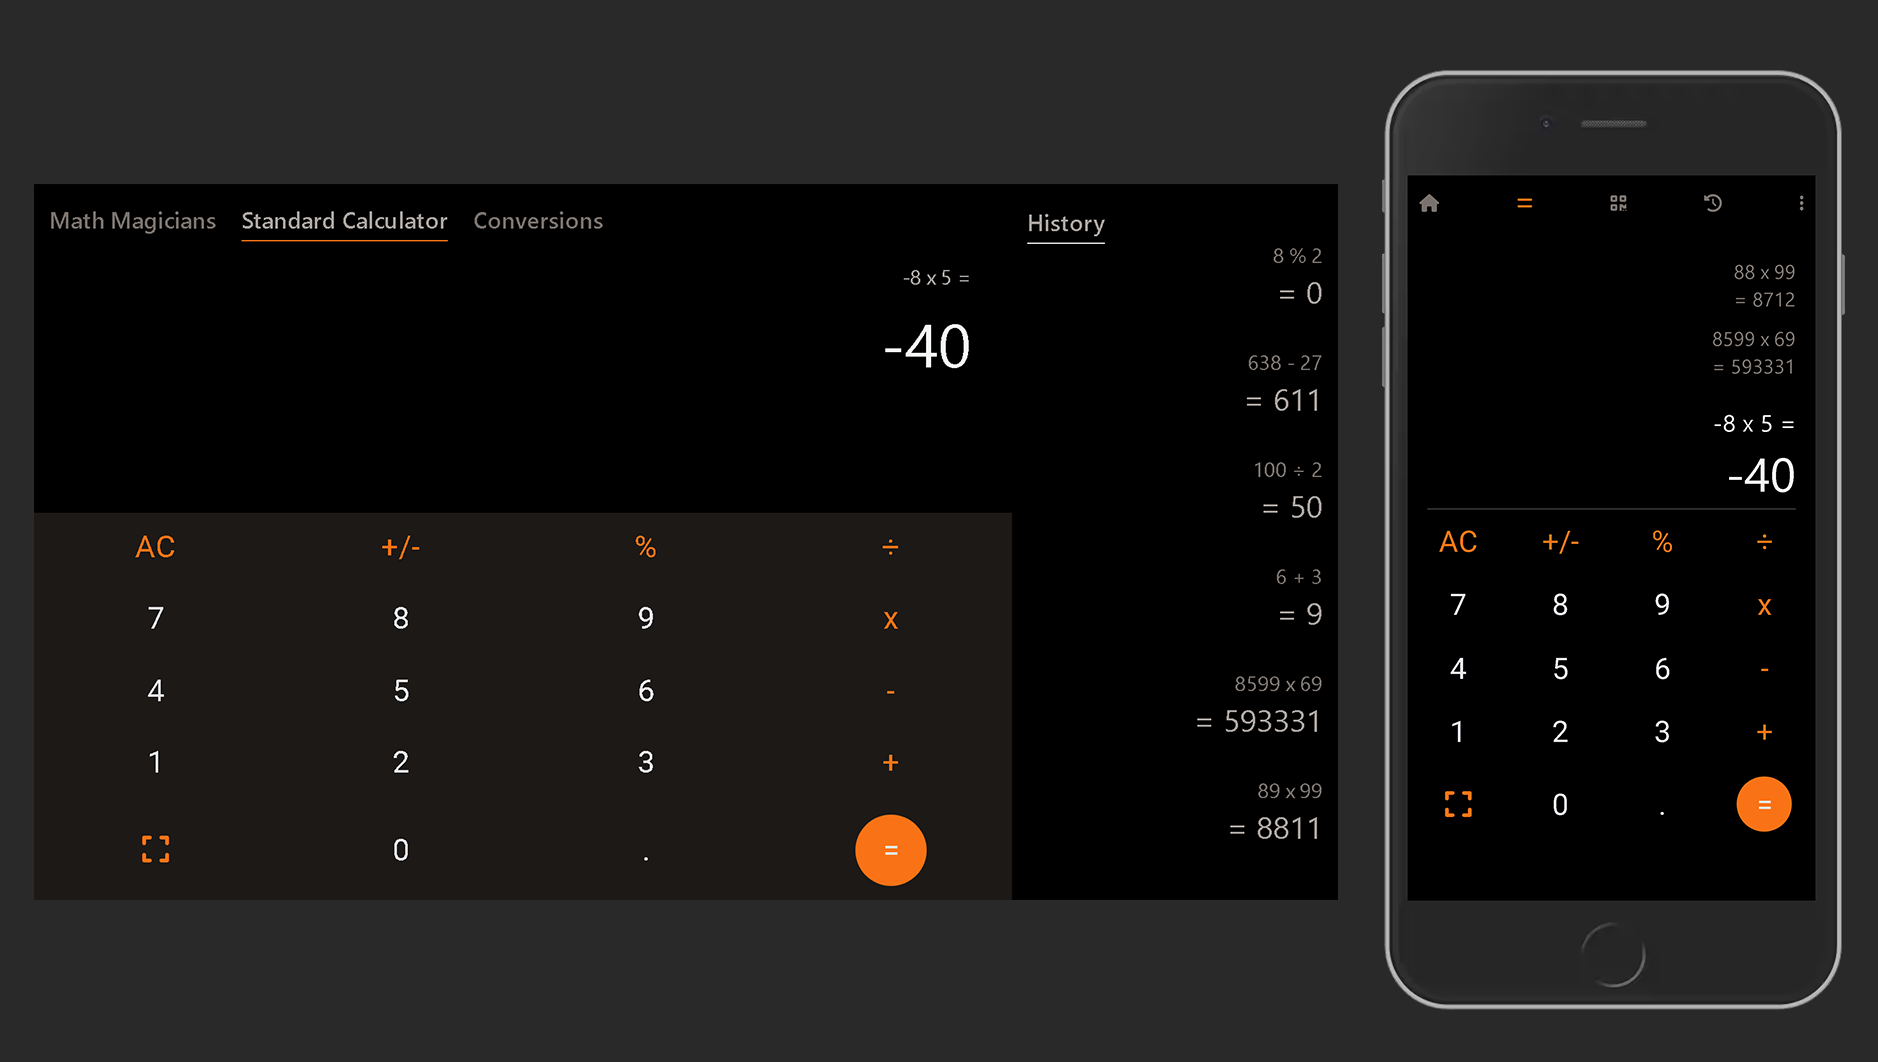 Math Magicians Standard Calculator Conversions
-8 x 5 =
-40
AC +/- % ÷
7 8 9 x
4 5 6 -
1 2 3 +
0 . =
History
8 % 2
= 0
638 - 27
= 611
100 ÷ 2
= 50
6 + 3
= 9
8599 x 69
= 593331
89 x 99
= 8811
=
88 x 99
= 8712
8599 x 69
= 593331
-8 x 5 =
-40
AC +/- % ÷
7 8 9 x
4 5 6 -
1 2 3 +
0 . =